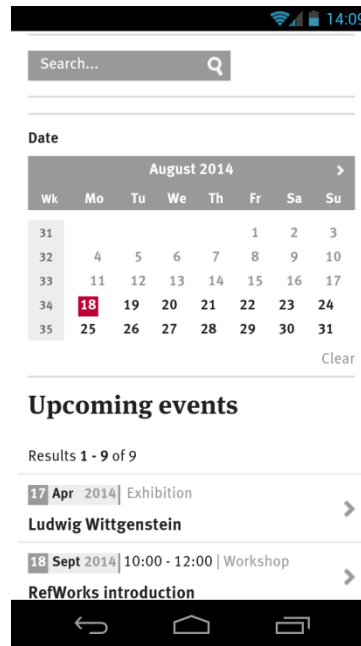 14:09
Search...
Date
August 2014 >
Wk Mo Tu We Th Fr Sa Su
31 1 2 3
32 4 5 6 7 8 9 10
33 11 12 13 14 15 16 17
34 18 19 20 21 22 23 24
35 25 26 27 28 29 30 31
Clear
Upcoming events
Results 1 - 9 of 9
17 Apr 2014 | Exhibition
Ludwig Wittgenstein
18 Sept 2014 | 10:00 - 12:00 | Workshop
RefWorks introduction